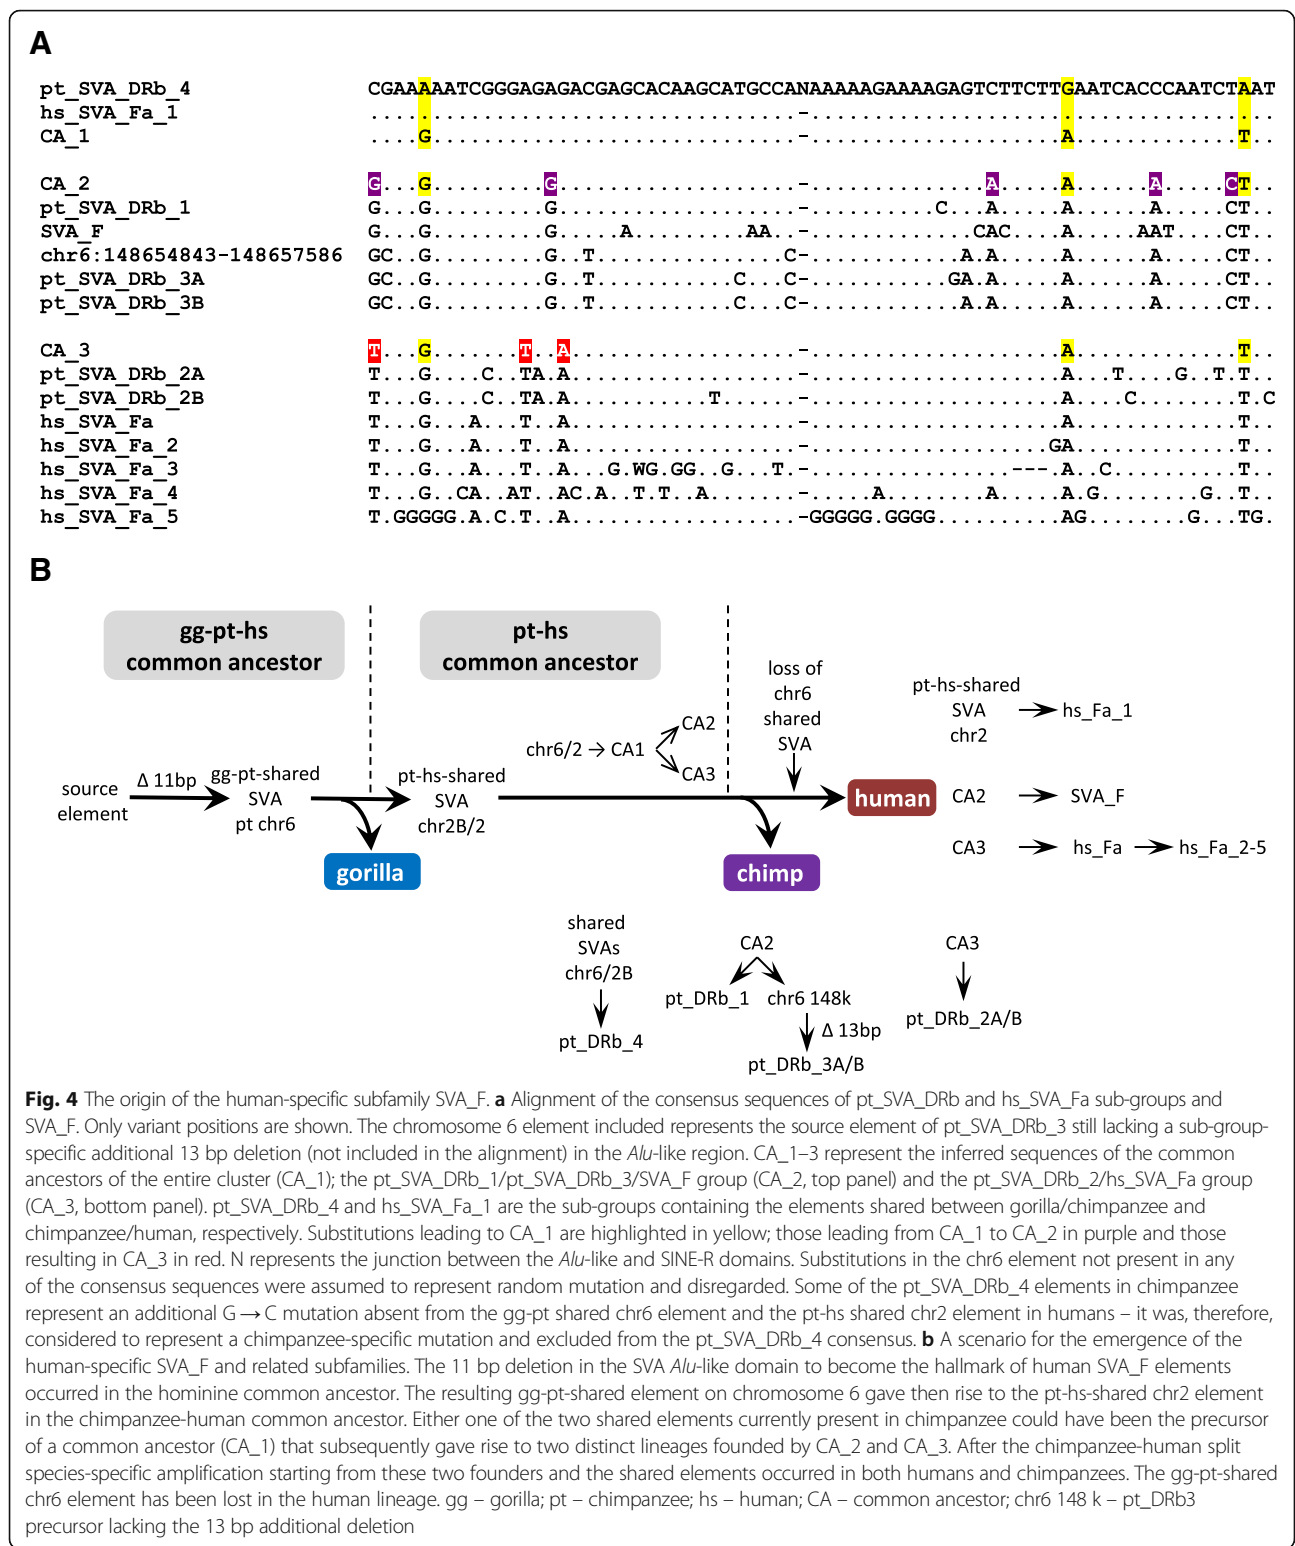 A
pt_SVA_DRb_4 CGAAAAATCGGGAGAGACGAGCACAAGCATGCCANAAAAAGAAAAGAGTCTTCTTGAATCACCCAATCTAAT
hs_SVA_Fa_1 ..................................-.....................................
CA_1 ....G.............................-....................A.............T..
CA_2 G...G.........G...................-..............A.....A......A.....CT..
pt_SVA_DRb_1 G...G.........G...................-..........C...A.....A......A.....CT..
SVA_F G...G.........G.....A.........AA..-.............CAC....A.....AAT....CT..
chr6:148654843-148657586 GC..G.........G..T...............C-............A.A.....A......A.....CT..
pt_SVA_DRb_3A GC..G.........G..T...........C...C-...........GA.A.....A......A.....CT..
pt_SVA_DRb_3B GC..G.........G..T...........C...C-............A.A.....A......A.....CT..
CA_3 T...G.......T..A..................-....................A.............T..
pt_SVA_DRb_2A T...G....C..TA.A..................-....................A...T....G..T.T..
pt_SVA_DRb_2B T...G....C..TA.A...........T......-....................A....C........T.C
hs_SVA_Fa T...G...A...T..A..................-....................A.............T..
hs_SVA_Fa_2 T...G...A...T..A..................-...................GA.............T..
hs_SVA_Fa_3 T...G...A...T..A...G.WG.GG..G...T.-................---.A..C..........T..
hs_SVA_Fa_4 T...G..CA..AT..AC.A..T.T..A.......-.....A........A.....A.G........G..T..
hs_SVA_Fa_5 T.GGGGG.A.C.T..A..................-GGGGG.GGGG..........AG........G...TG.
B
gg-pt-hs
common ancestor
pt-hs
common ancestor
loss of
chr6
shared
SVA
pt-hs-shared
SVA
chr2
hs_Fa_1
chr6/2 → CA1
CA2
CA3
source
element
Δ 11bp
gg-pt-shared
SVA
pt chr6
pt-hs-shared
SVA
chr2B/2
human
CA2
SVA_F
CA3
hs_Fa
hs_Fa_2-5
gorilla
chimp
shared
SVAs
chr6/2B
pt_DRb_4
CA2
pt_DRb_1
chr6 148k
Δ 13bp
pt_DRb_3A/B
CA3
pt_DRb_2A/B
Fig. 4 The origin of the human-specific subfamily SVA_F. a Alignment of the consensus sequences of pt_SVA_DRb and hs_SVA_Fa sub-groups and
SVA_F. Only variant positions are shown. The chromosome 6 element included represents the source element of pt_SVA_DRb_3 still lacking a sub-group-
specific additional 13 bp deletion (not included in the alignment) in the Alu-like region. CA_1–3 represent the inferred sequences of the common
ancestors of the entire cluster (CA_1); the pt_SVA_DRb_1/pt_SVA_DRb_3/SVA_F group (CA_2, top panel) and the pt_SVA_DRb_2/hs_SVA_Fa group
(CA_3, bottom panel). pt_SVA_DRb_4 and hs_SVA_Fa_1 are the sub-groups containing the elements shared between gorilla/chimpanzee and
chimpanzee/human, respectively. Substitutions leading to CA_1 are highlighted in yellow; those leading from CA_1 to CA_2 in purple and those
resulting in CA_3 in red. N represents the junction between the Alu-like and SINE-R domains. Substitutions in the chr6 element not present in any
of the consensus sequences were assumed to represent random mutation and disregarded. Some of the pt_SVA_DRb_4 elements in chimpanzee
represent an additional G → C mutation absent from the gg-pt shared chr6 element and the pt-hs shared chr2 element in humans – it was, therefore,
considered to represent a chimpanzee-specific mutation and excluded from the pt_SVA_DRb_4 consensus. b A scenario for the emergence of the
human-specific SVA_F and related subfamilies. The 11 bp deletion in the SVA Alu-like domain to become the hallmark of human SVA_F elements
occurred in the hominine common ancestor. The resulting gg-pt-shared element on chromosome 6 gave then rise to the pt-hs-shared chr2 element
in the chimpanzee-human common ancestor. Either one of the two shared elements currently present in chimpanzee could have been the precursor
of a common ancestor (CA_1) that subsequently gave rise to two distinct lineages founded by CA_2 and CA_3. After the chimpanzee-human split
species-specific amplification starting from these two founders and the shared elements occurred in both humans and chimpanzees. The gg-pt-shared
chr6 element has been lost in the human lineage. gg – gorilla; pt – chimpanzee; hs – human; CA – common ancestor; chr6 148 k – pt_DRb3
precursor lacking the 13 bp additional deletion